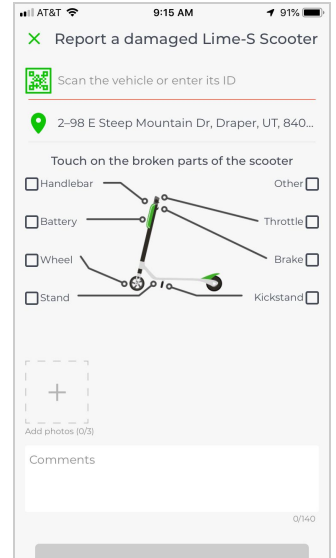 AT&T 9:15 AM 91%
Report a damaged Lime-S Scooter
Scan the vehicle or enter its ID
2–98 E Steep Mountain Dr, Draper, UT, 840...
Touch on the broken parts of the scooter
Handlebar Other
Battery Throttle
Wheel Brake
Stand Kickstand
Add photos (0/3)
Comments
0/140